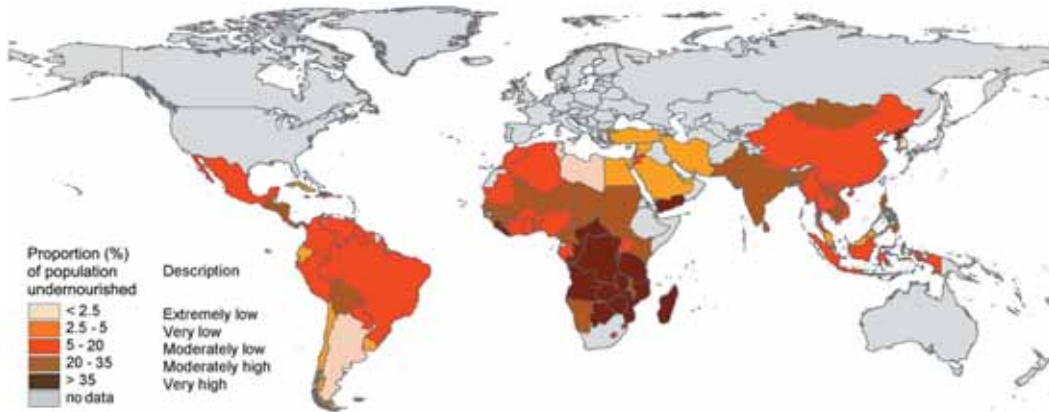 Proportion (%)
of population
undernourished
Description
< 2.5
Extremely low
2.5 - 5
Very low
5 - 20
Moderately low
20 - 35
Moderately high
> 35
Very high
no data